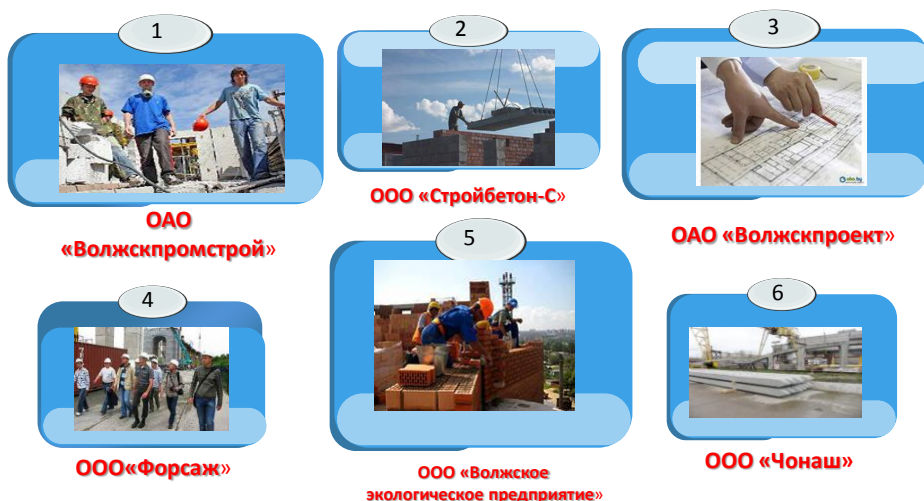 1
2
3
ОАО
«Волжскпромстрой»
ООО «Стройбетон-С»
ОАО «Волжскпроект»
4
5
6
ООО«Форсаж»
ООО «Волжское
экологическое предприятие»
ООО «Чонаш»